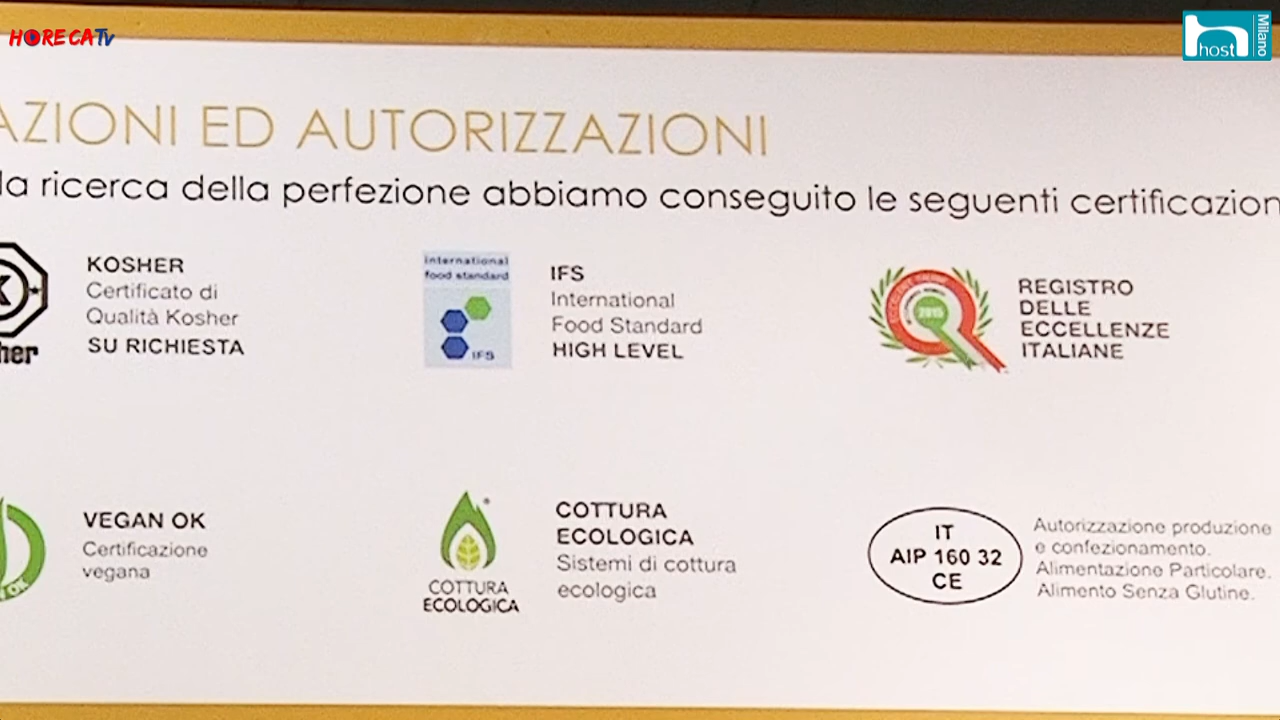 HORECATv
host
Milano
AZIONI ED AUTORIZZAZIONI
la ricerca della perfezione abbiamo conseguito le seguenti certificazion
K
her
KOSHER
Certificato di
Qualità Kosher
SU RICHIESTA
international
food standard
IFS
IFS
International
Food Standard
HIGH LEVEL
2015
REGISTRO
DELLE
ECCELLENZE
ITALIANE
OK
VEGAN OK
Certificazione
vegana
COTTURA
ECOLOGICA
COTTURA
ECOLOGICA
Sistemi di cottura
ecologica
IT
AIP 160 32
CE
Autorizzazione produzione
e confezionamento.
Alimentazione Particolare.
Alimento Senza Glutine.